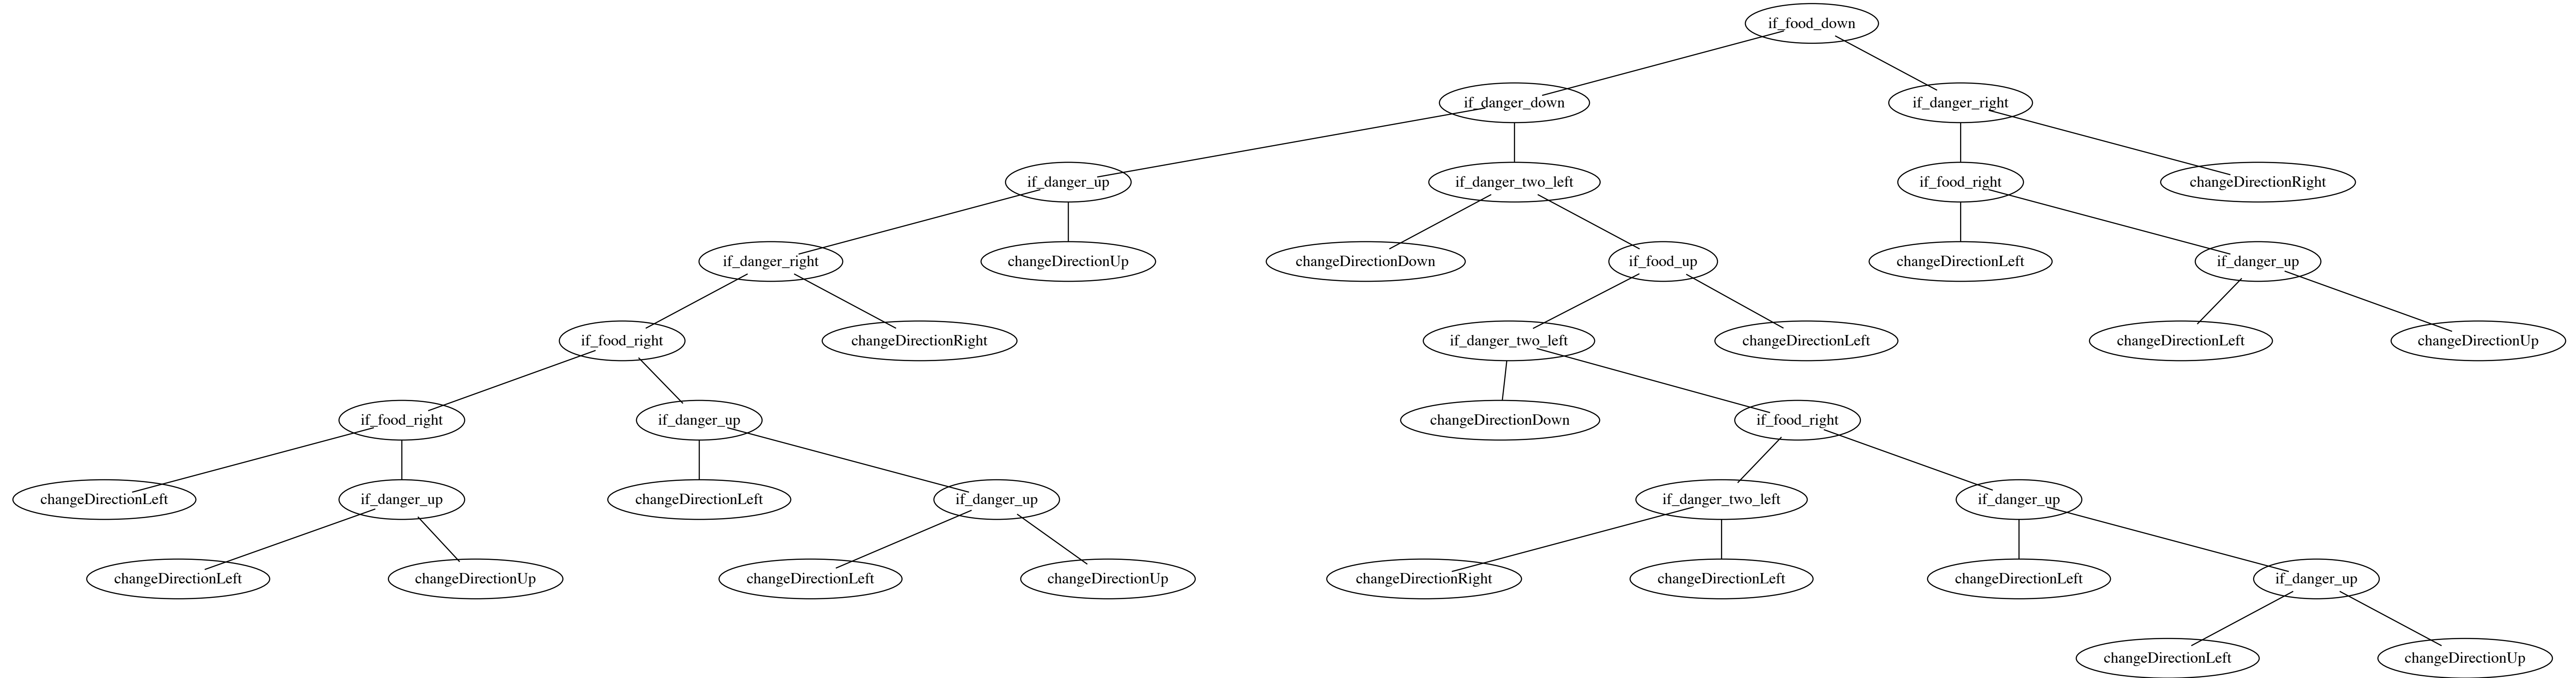 if_food_down
if_danger_down
if_danger_right
if_danger_up
if_danger_two_left
if_food_right
changeDirectionRight
if_danger_right
changeDirectionUp
changeDirectionDown
if_food_up
changeDirectionLeft
if_danger_up
if_food_right
changeDirectionRight
if_danger_two_left
changeDirectionLeft
changeDirectionLeft
changeDirectionUp
if_food_right
if_danger_up
changeDirectionDown
if_food_right
changeDirectionLeft
if_danger_up
changeDirectionLeft
if_danger_up
if_danger_two_left
if_danger_up
changeDirectionLeft
changeDirectionUp
changeDirectionLeft
changeDirectionUp
changeDirectionRight
changeDirectionLeft
changeDirectionLeft
if_danger_up
changeDirectionLeft
changeDirectionUp